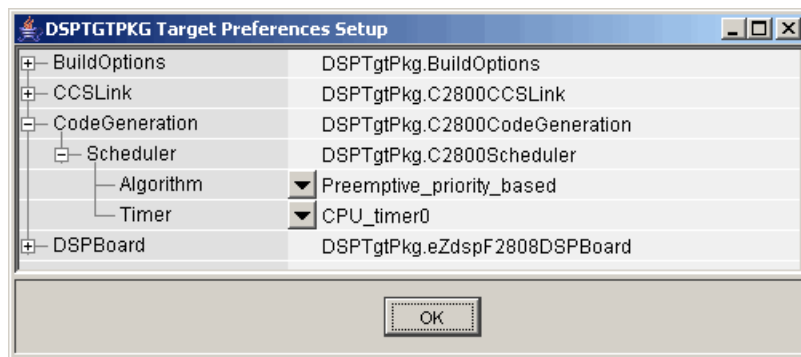 DSPTGTPKG Target Preferences Setup
BuildOptions DSPTgtPkg.BuildOptions
CCSLink DSPTgtPkg.C2800CCSLink
CodeGeneration DSPTgtPkg.C2800CodeGeneration
Scheduler DSPTgtPkg.C2800Scheduler
Algorithm Preemptive_priority_based
Timer CPU_timer0
DSPBoard DSPTgtPkg.eZdspF2808DSPBoard
OK